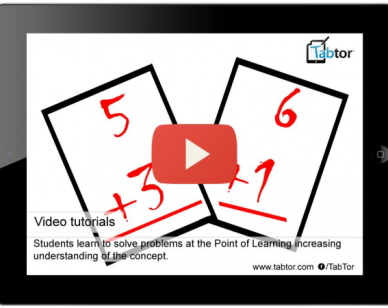 Tabtor
5 6
+3 +1
Video tutorials
Students learn to solve problems at the Point of Learning increasing
understanding of the concept.
www.tabtor.com f/TabTor